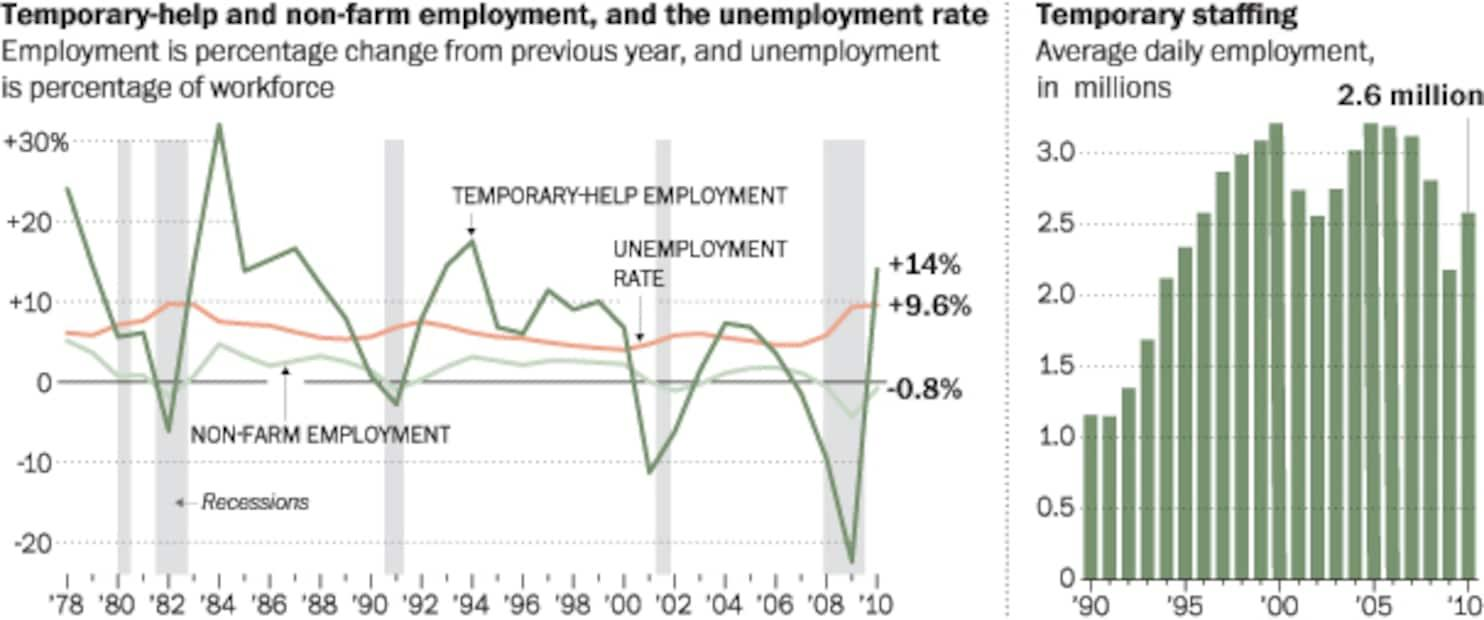 Temporary-help and non-farm employment, and the unemployment rate
Employment is percentage change from previous year, and unemployment
is percentage of workforce
+30%
+20
+10
0
-10
-20
TEMPORARY-HELP EMPLOYMENT
UNEMPLOYMENT
RATE
+14%
+9.6%
-0.8%
NON-FARM EMPLOYMENT
Recessions
'78 '80 '82 '84 '86 '88 '90 '92 '94 '96 '98 '00 '02 '04 '06 '08 '10
Temporary staffing
Average daily employment,
in millions
2.6 million
3.0
2.5
2.0
1.5
1.0
0.5
0
'90 '95 '00 '05 '10